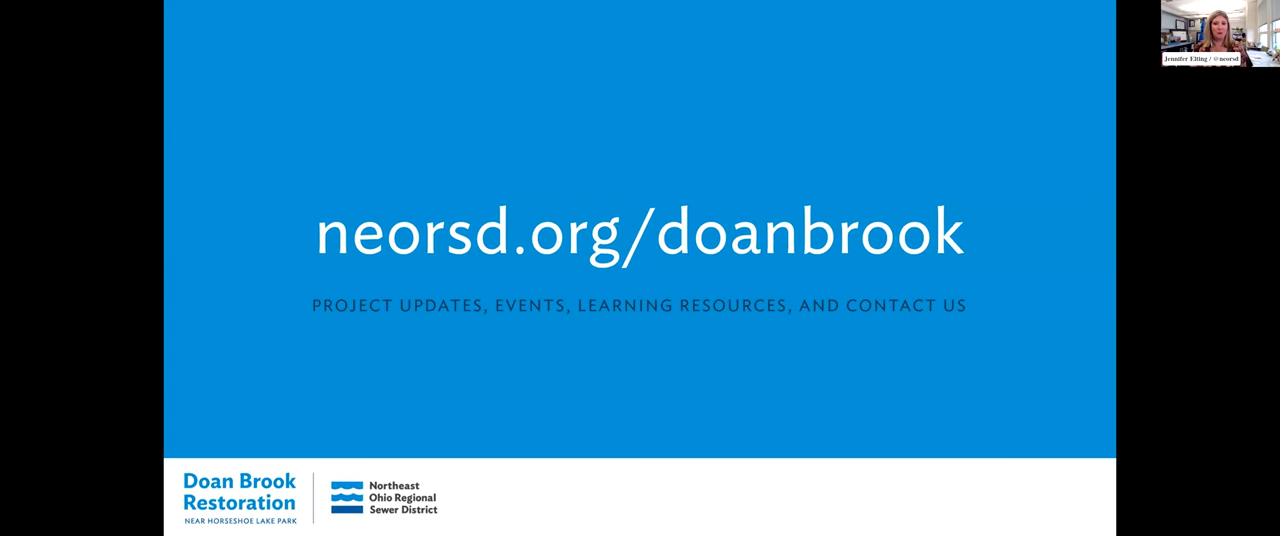 Jennifer Elting / @neorsd
neorsd.org/doanbrook
PROJECT UPDATES, EVENTS, LEARNING RESOURCES, AND CONTACT US
Doan Brook
Restoration
NEAR HORSESHOE LAKE PARK
Northeast
Ohio Regional
Sewer District